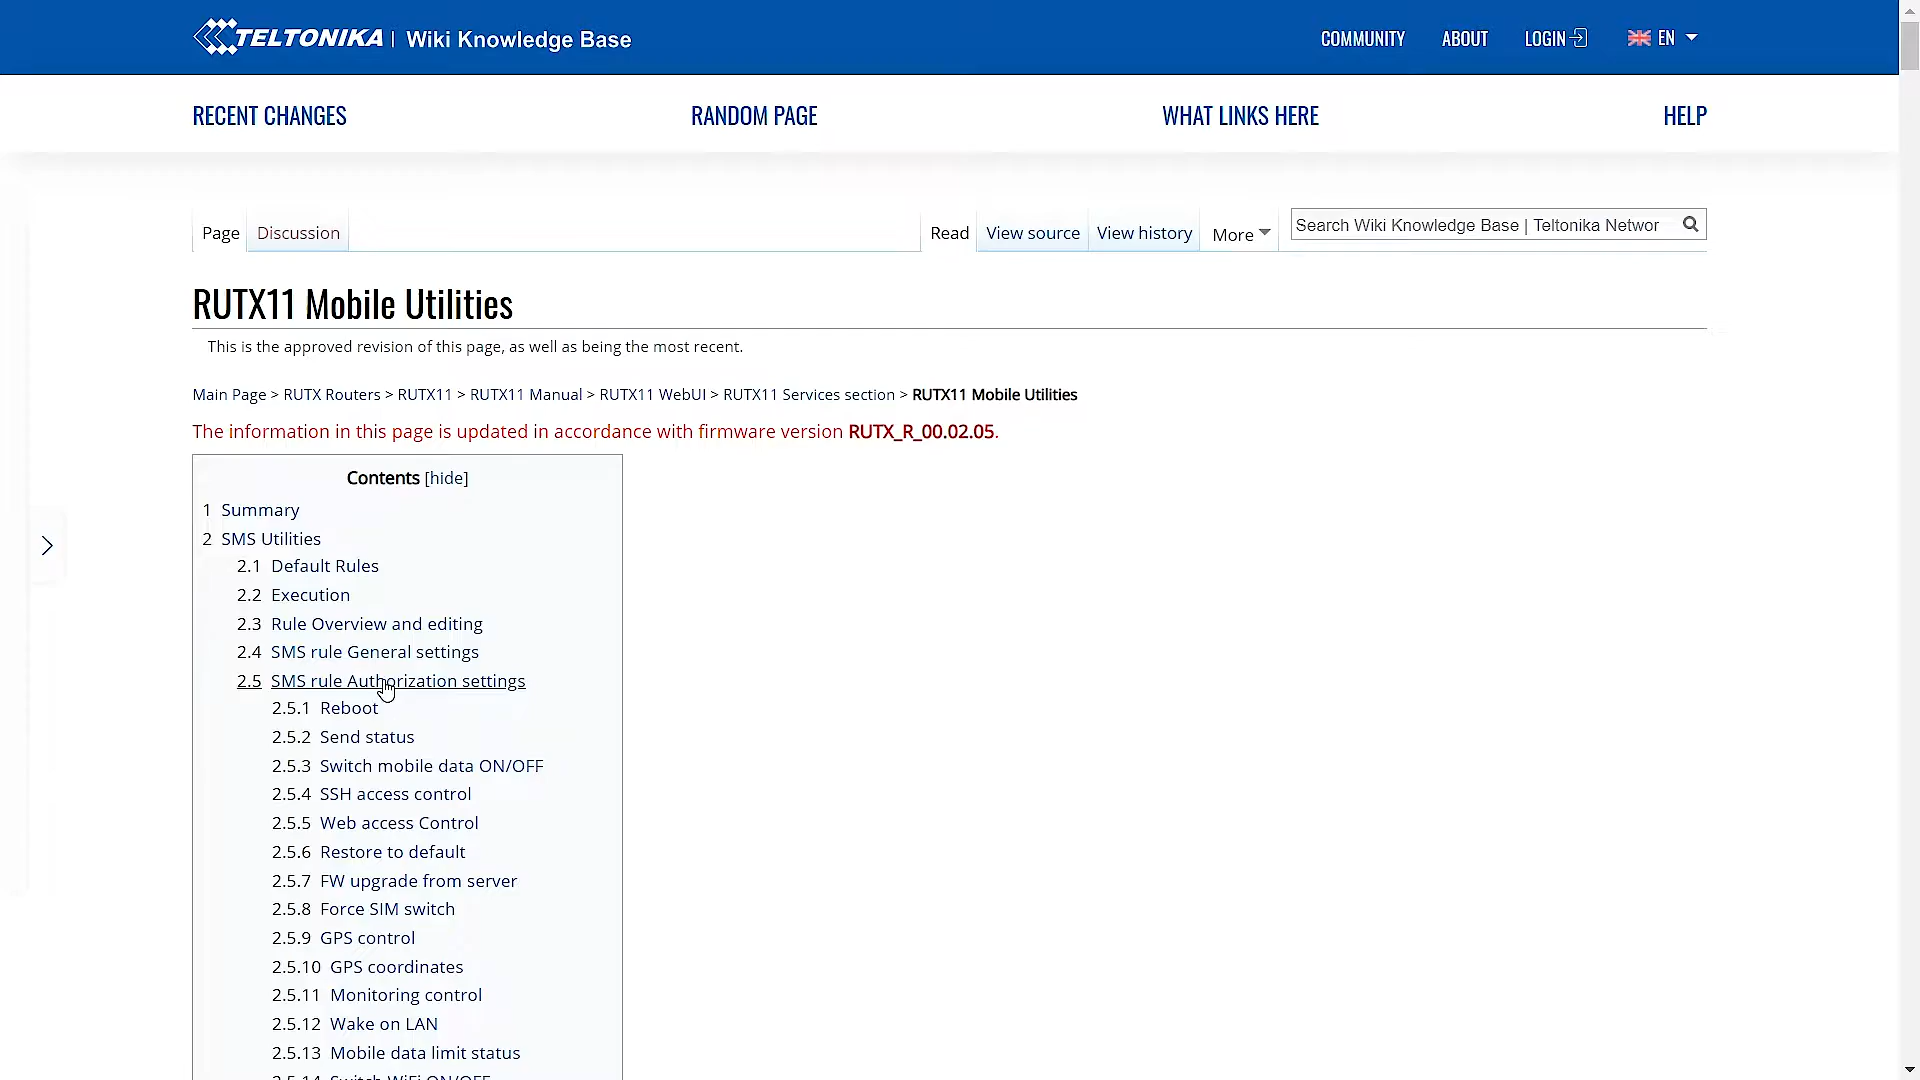 TELTONIKA | Wiki Knowledge Base
COMMUNITY ABOUT LOGIN EN
RECENT CHANGES RANDOM PAGE WHAT LINKS HERE HELP
Page Discussion Read View source View history More Search Wiki Knowledge Base | Teltonika Networ
RUTX11 Mobile Utilities
This is the approved revision of this page, as well as being the most recent.
Main Page > RUTX Routers > RUTX11 > RUTX11 Manual > RUTX11 WebUI > RUTX11 Services section > RUTX11 Mobile Utilities
The information in this page is updated in accordance with firmware version RUTX_R_00.02.05.
Contents [hide]
1 Summary
2 SMS Utilities
2.1 Default Rules
2.2 Execution
2.3 Rule Overview and editing
2.4 SMS rule General settings
2.5 SMS rule Authorization settings
2.5.1 Reboot
2.5.2 Send status
2.5.3 Switch mobile data ON/OFF
2.5.4 SSH access control
2.5.5 Web access Control
2.5.6 Restore to default
2.5.7 FW upgrade from server
2.5.8 Force SIM switch
2.5.9 GPS control
2.5.10 GPS coordinates
2.5.11 Monitoring control
2.5.12 Wake on LAN
2.5.13 Mobile data limit status
2.5.14 Switch WiFi ON/OFF